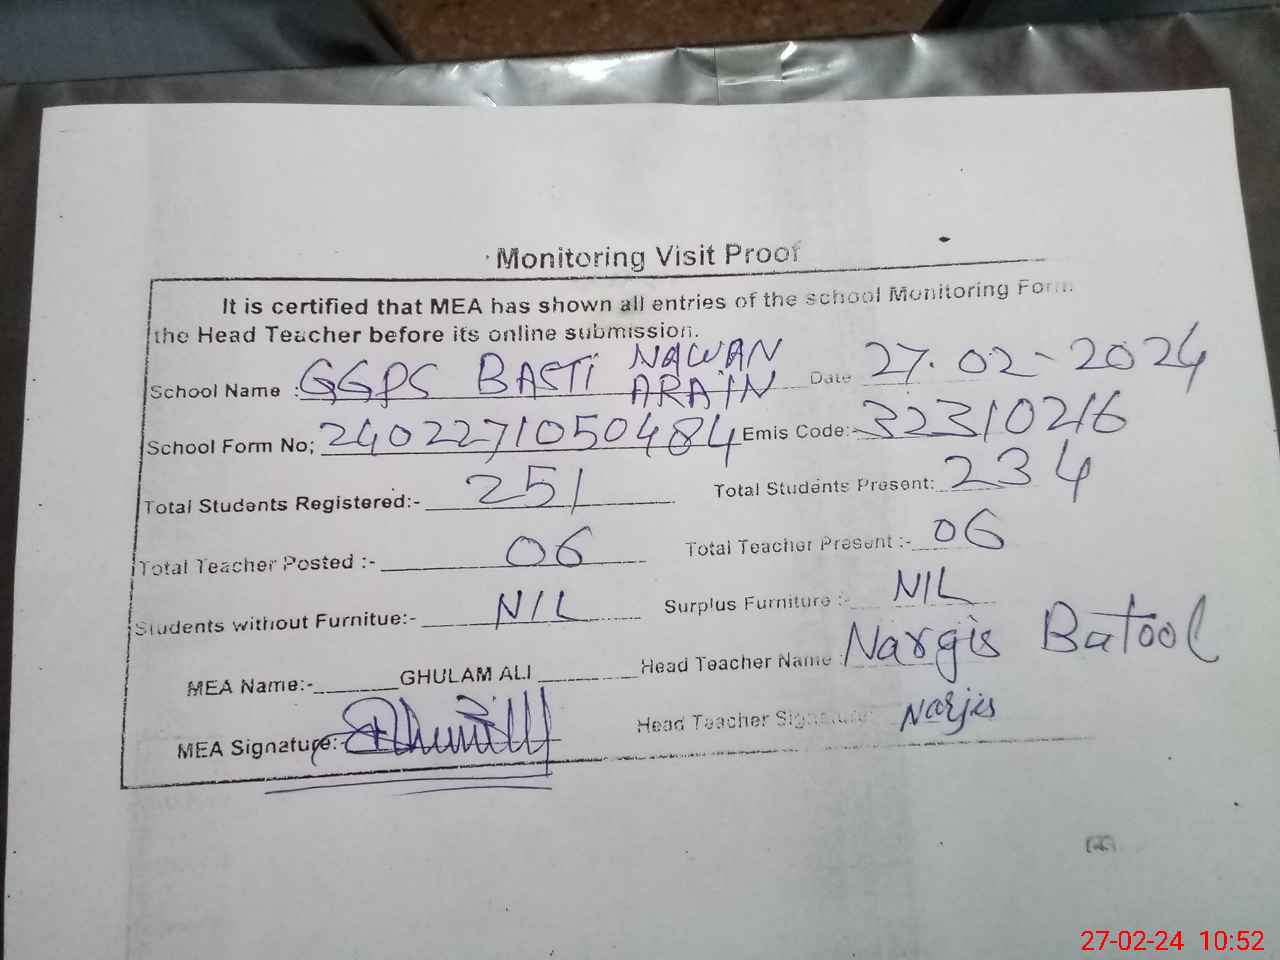 Monitoring Visit Proof
It is certified that MEA has shown all entries of the school Monitoring Form
the Head Teacher before its online submission.
School Name :GGPS BASTi NAWAN ARAiN Date 27.02-2024
School Form No; 2402271050484 Emis Code:- 32310216
Total Students Registered:- 251 Total Students Present: 234
Total Teacher Posted :- 06 Total Teacher Present :- 06
Students without Furnitue:- NIL Surplus Furniture :- NIL
MEA Name:- GHULAM ALI Head Teacher Name : Nargis Batool
MEA Signature:- Head Teacher Signature: Narjis
27-02-24 10:52